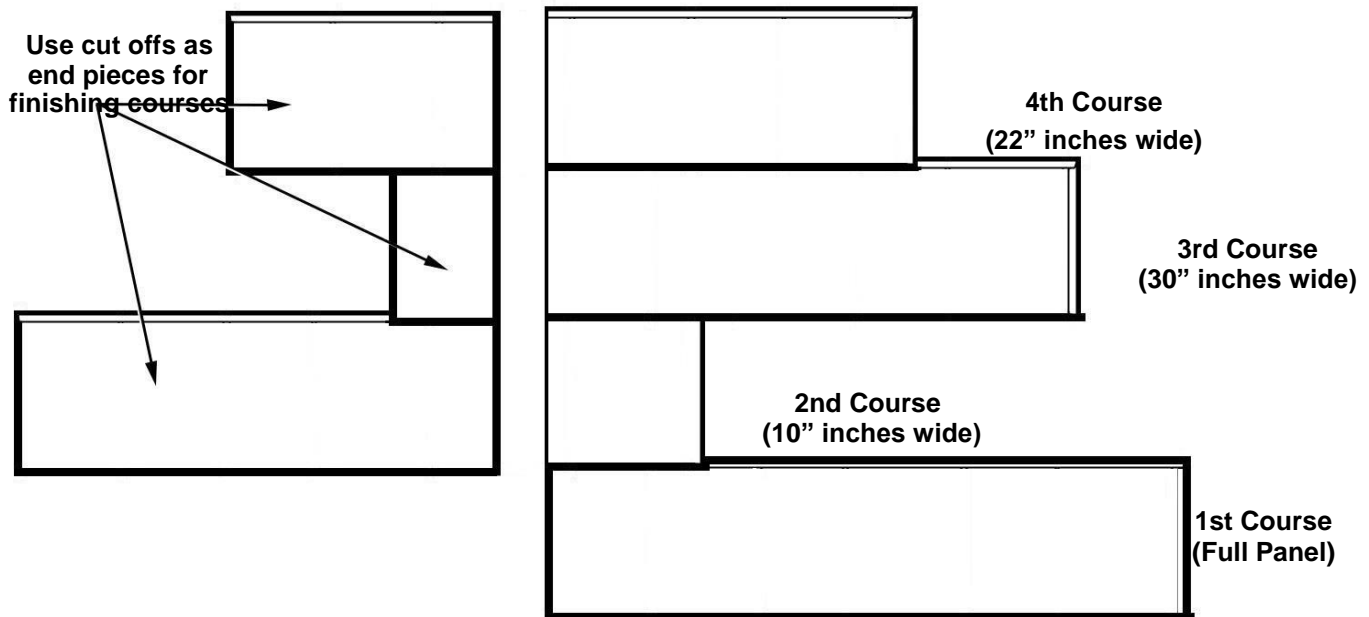 Use cut offs as
end pieces for
finishing courses
4th Course
(22” inches wide)
3rd Course
(30” inches wide)
2nd Course
(10” inches wide)
1st Course
(Full Panel)